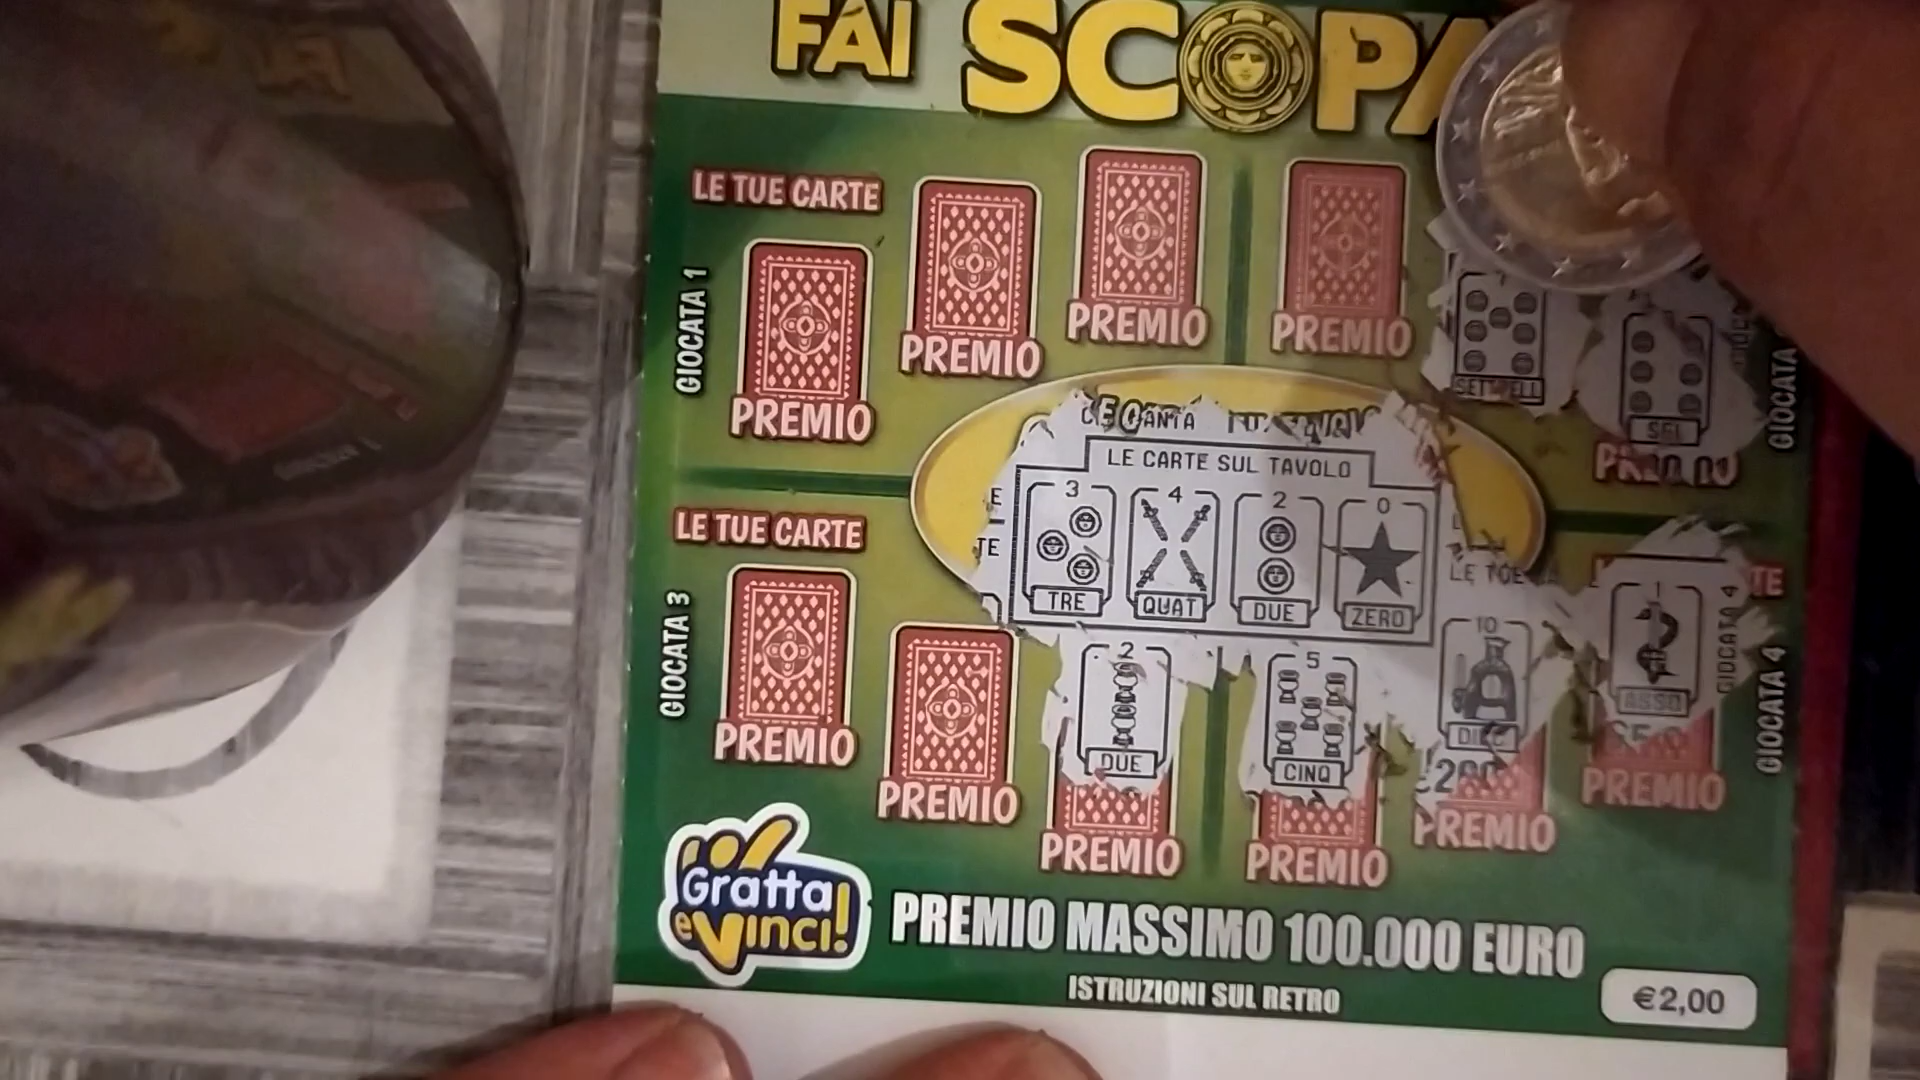 FAI SCOPA
LE TUE CARTE
GIOCATA 1
PREMIO
PREMIO
PREMIO
PREMIO
7
SEI
GIOCATA
LE CARTE SUL TAVOLO
3
4
2
0
TRE
QUAT
DUE
ZERO
LE TUE CARTE
GIOCATA 3
PREMIO
PREMIO
2
DUE
PREMIO
5
CINQ
PREMIO
10
PREMIO
1
ASSO
GIOCATA 4
GIOCATA 4
PREMIO
Gratta
e Vinci!
PREMIO MASSIMO 100.000 EURO
ISTRUZIONI SUL RETRO
€2,00